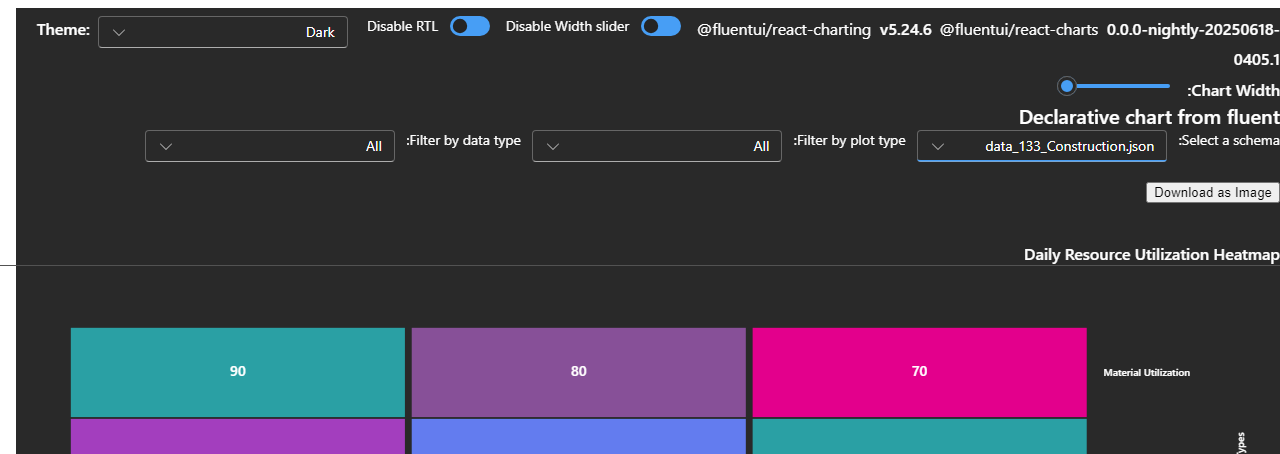 Theme: Dark Disable RTL Disable Width slider @fluentui/react-charting v5.24.6 @fluentui/react-charts 0.0.0-nightly-20250618-
0405.1
:Chart Width
Declarative chart from fluent
:Select a schema data_133_Construction.json :Filter by plot type All :Filter by data type All
Download as Image
Daily Resource Utilization Heatmap
90 80 70 Material Utilization